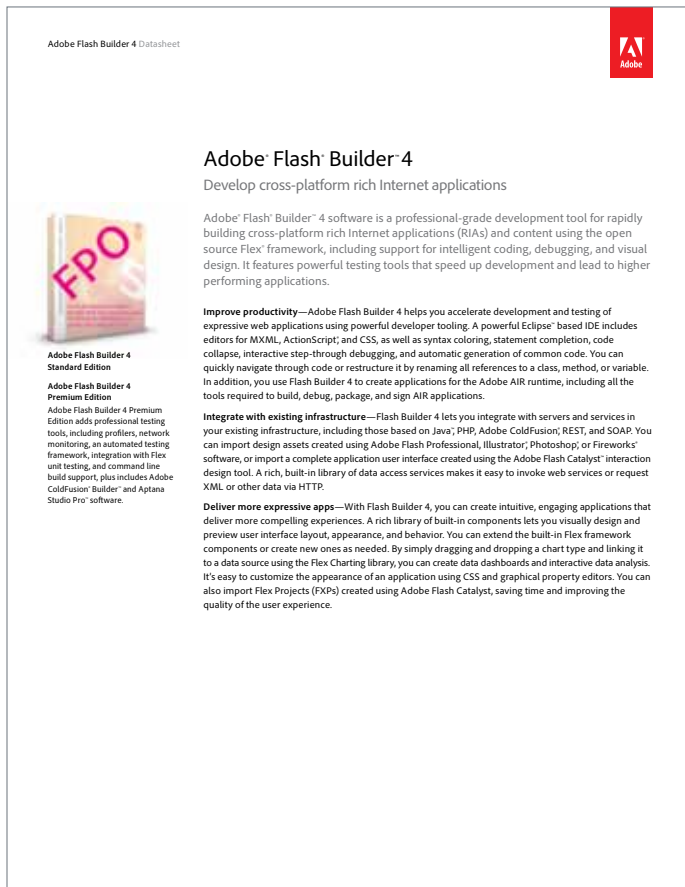 Adobe Flash Builder 4 Datasheet
Adobe
Adobe® Flash® Builder™ 4
Develop cross-platform rich Internet applications
FPO
Adobe Flash Builder 4
Standard Edition
Adobe Flash Builder 4
Premium Edition
Adobe Flash Builder 4 Premium
Edition adds professional testing
tools, including profilers, network
monitoring, an automated testing
framework, integration with Flex
unit testing, and command line
build support, plus includes Adobe
ColdFusion® Builder™ and Aptana
Studio Pro™ software.
Adobe® Flash® Builder™ 4 software is a professional-grade development tool for rapidly
building cross-platform rich Internet applications (RIAs) and content using the open
source Flex® framework, including support for intelligent coding, debugging, and visual
design. It features powerful testing tools that speed up development and lead to higher
performing applications.
Improve productivity—Adobe Flash Builder 4 helps you accelerate development and testing of
expressive web applications using powerful developer tooling. A powerful Eclipse™ based IDE includes
editors for MXML, ActionScript®, and CSS, as well as syntax coloring, statement completion, code
collapse, interactive step-through debugging, and automatic generation of common code. You can
quickly navigate through code or restructure it by renaming all references to a class, method, or variable.
In addition, you use Flash Builder 4 to create applications for the Adobe AIR runtime, including all the
tools required to build, debug, package, and sign AIR applications.
Integrate with existing infrastructure—Flash Builder 4 lets you integrate with servers and services in
your existing infrastructure, including those based on Java™, PHP, Adobe ColdFusion®, REST, and SOAP. You
can import design assets created using Adobe Flash Professional, Illustrator®, Photoshop®, or Fireworks®
software, or import a complete application user interface created using the Adobe Flash Catalyst™ interaction
design tool. A rich, built-in library of data access services makes it easy to invoke web services or request
XML or other data via HTTP.
Deliver more expressive apps—With Flash Builder 4, you can create intuitive, engaging applications that
deliver more compelling experiences. A rich library of built-in components lets you visually design and
preview user interface layout, appearance, and behavior. You can extend the built-in Flex framework
components or create new ones as needed. By simply dragging and dropping a chart type and linking it
to a data source using the Flex Charting library, you can create data dashboards and interactive data analysis.
It's easy to customize the appearance of an application using CSS and graphical property editors. You can
also import Flex Projects (FXPs) created using Adobe Flash Catalyst, saving time and improving the
quality of the user experience.